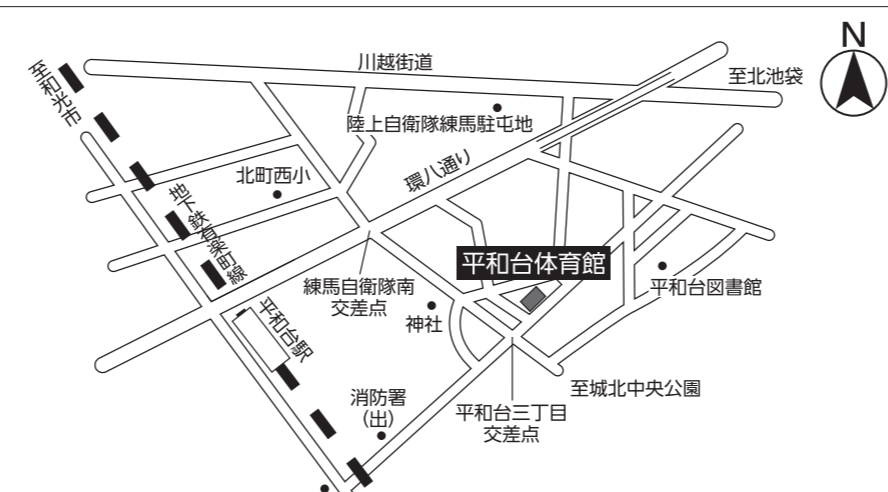 N
川越街道
至和光市
至北池袋
陸上自衛隊練馬駐屯地
環八通り
北町西小
地下鉄有楽町線
平和台体育館
練馬自衛隊南
交差点
平和台図書館
神社
平和台駅
至城北中央公園
消防署
(出)
平和台三丁目
交差点